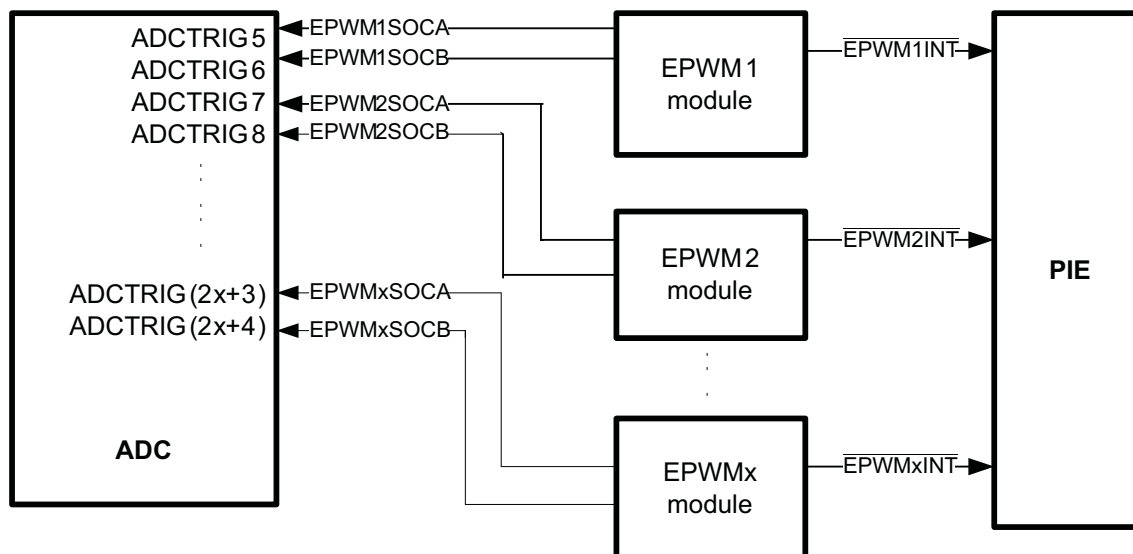 ADCTRIG5
ADCTRIG6
ADCTRIG7
ADCTRIG8
ADCTRIG(2x+3)
ADCTRIG(2x+4)
ADC
EPWM1SOCA
EPWM1SOCB
EPWM2SOCA
EPWM2SOCB
EPWMxSOCA
EPWMxSOCB
EPWM1
module
EPWM2
module
EPWMx
module
EPWM1INT
EPWM2INT
EPWMxINT
PIE